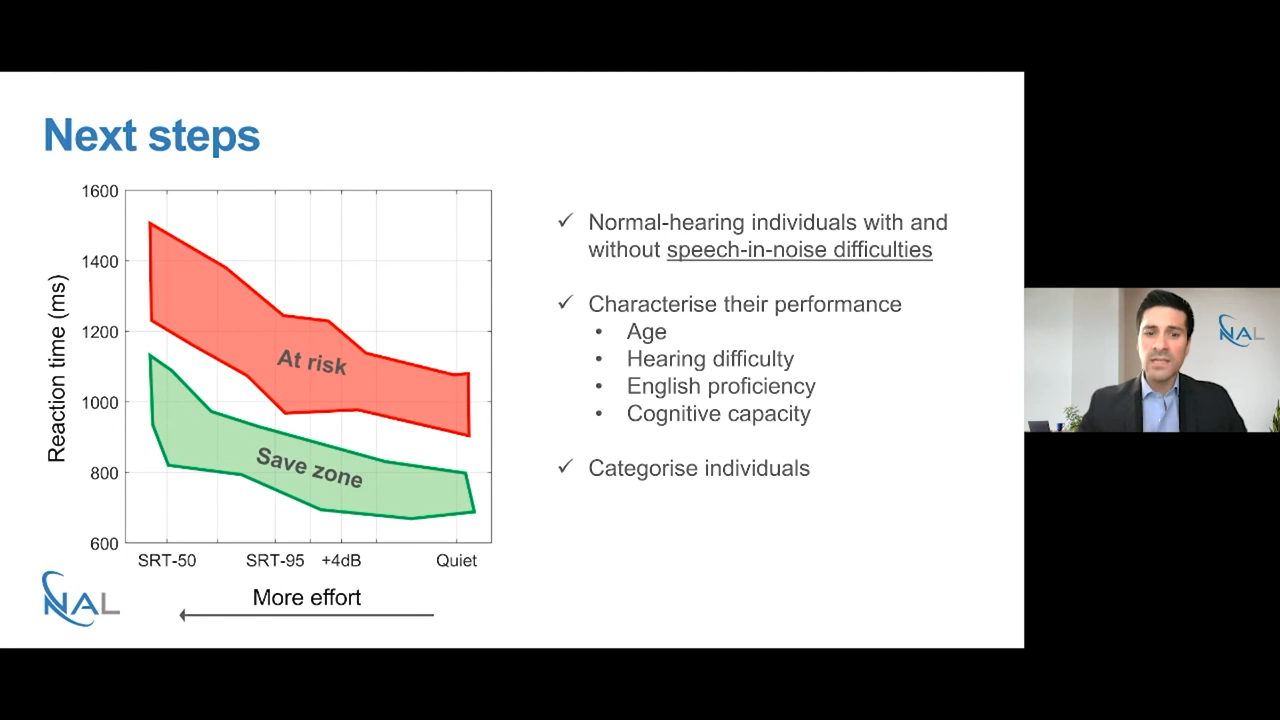 Next steps
1600
1400
1200
1000
800
600
Reaction time (ms)
At risk
Save zone
SRT-50 SRT-95 +4dB Quiet
More effort
NAL
✓ Normal-hearing individuals with and
without speech-in-noise difficulties
✓ Characterise their performance
• Age
• Hearing difficulty
• English proficiency
• Cognitive capacity
✓ Categorise individuals
NAL